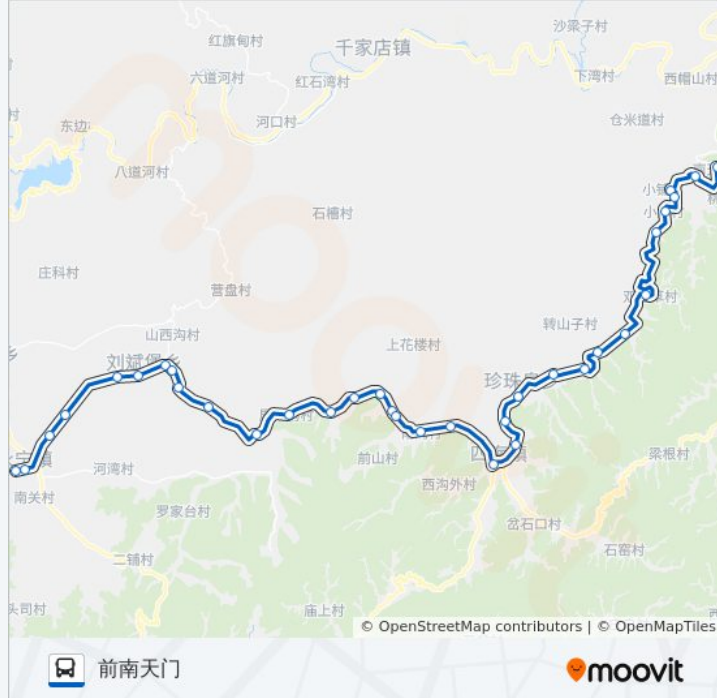 沙梁子村
红旗甸村
千家店镇
六道河村
红石湾村
下湾村
西帽山村
河口村
仓米道村
东边
八道河村
石槽村
庄科村
营盘村
转山子村
山西沟村
上花楼村
刘斌堡乡
珍珠泉
前山村
梁根村
河湾村
西沟外村
南关村
罗家台村
岔石口村
石窑村
二铺村
头司村
庙上村
© OpenStreetMap contributors | © OpenMapTiles
前南天门
moovit